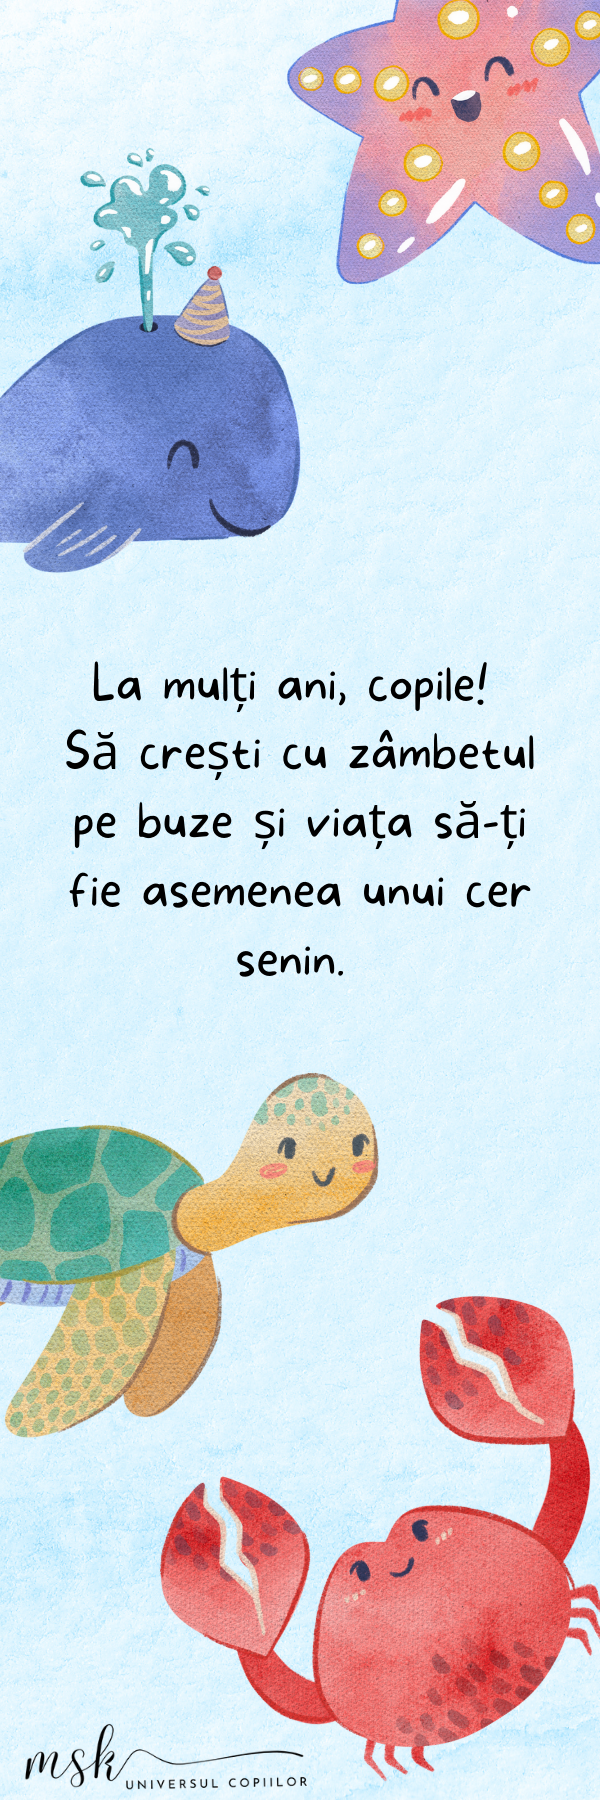 La mulți ani, copile!
Să crești cu zâmbetul
pe buze și viața să-ți
fie asemenea unui cer
senin.
msk
UNIVERSUL COPIILOR